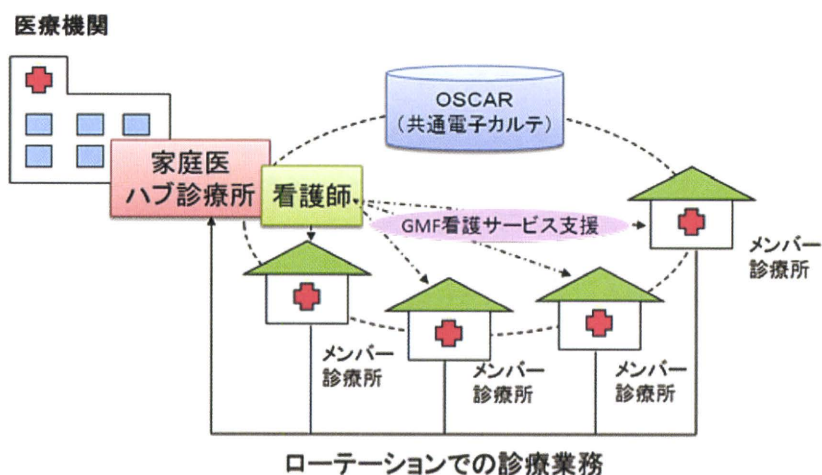 医療機関
OSCAR
(共通電子カルテ)
家庭医
ハブ診療所
看護師
GMF看護サービス支援
メンバー
診療所
メンバー
診療所
メンバー
診療所
メンバー
診療所
ローテーションでの診療業務